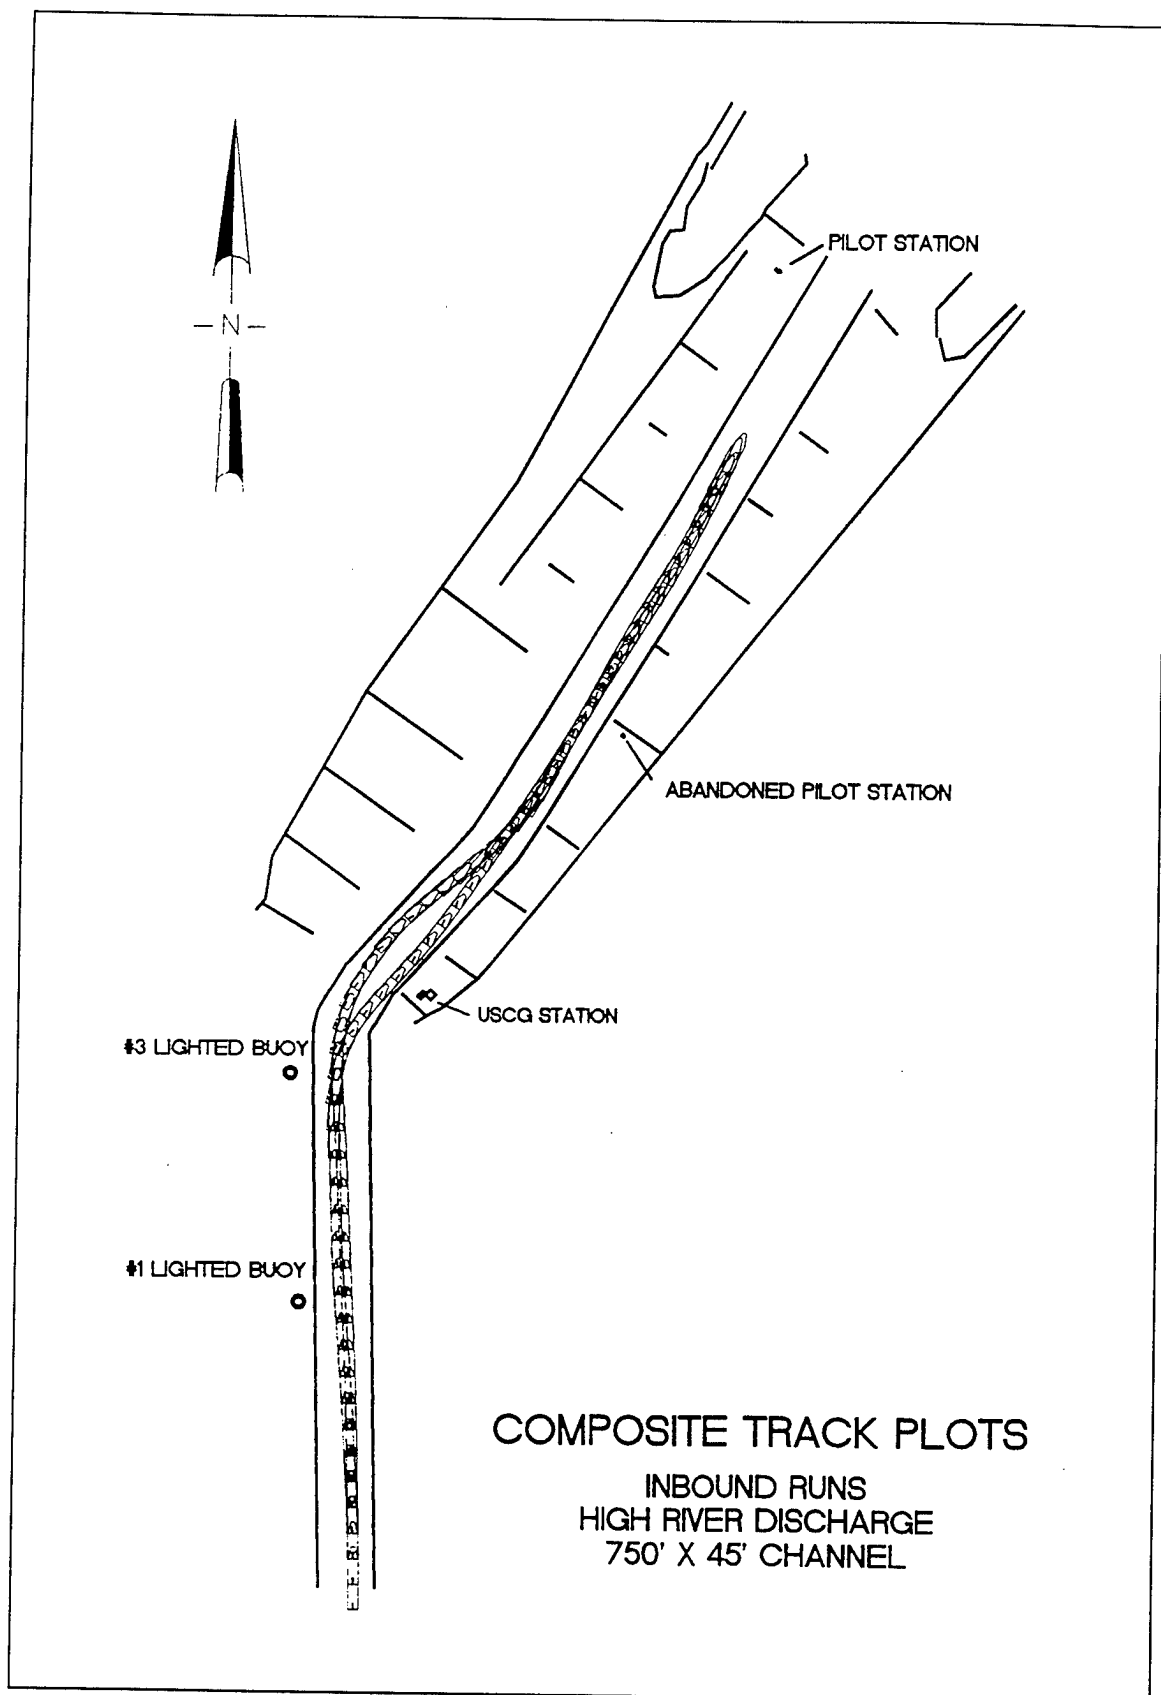 PILOT STATION
- N -
ABANDONED PILOT STATION
USCG STATION
#3 LIGHTED BUOY
#1 LIGHTED BUOY
COMPOSITE TRACK PLOTS
INBOUND RUNS
HIGH RIVER DISCHARGE
750' X 45' CHANNEL